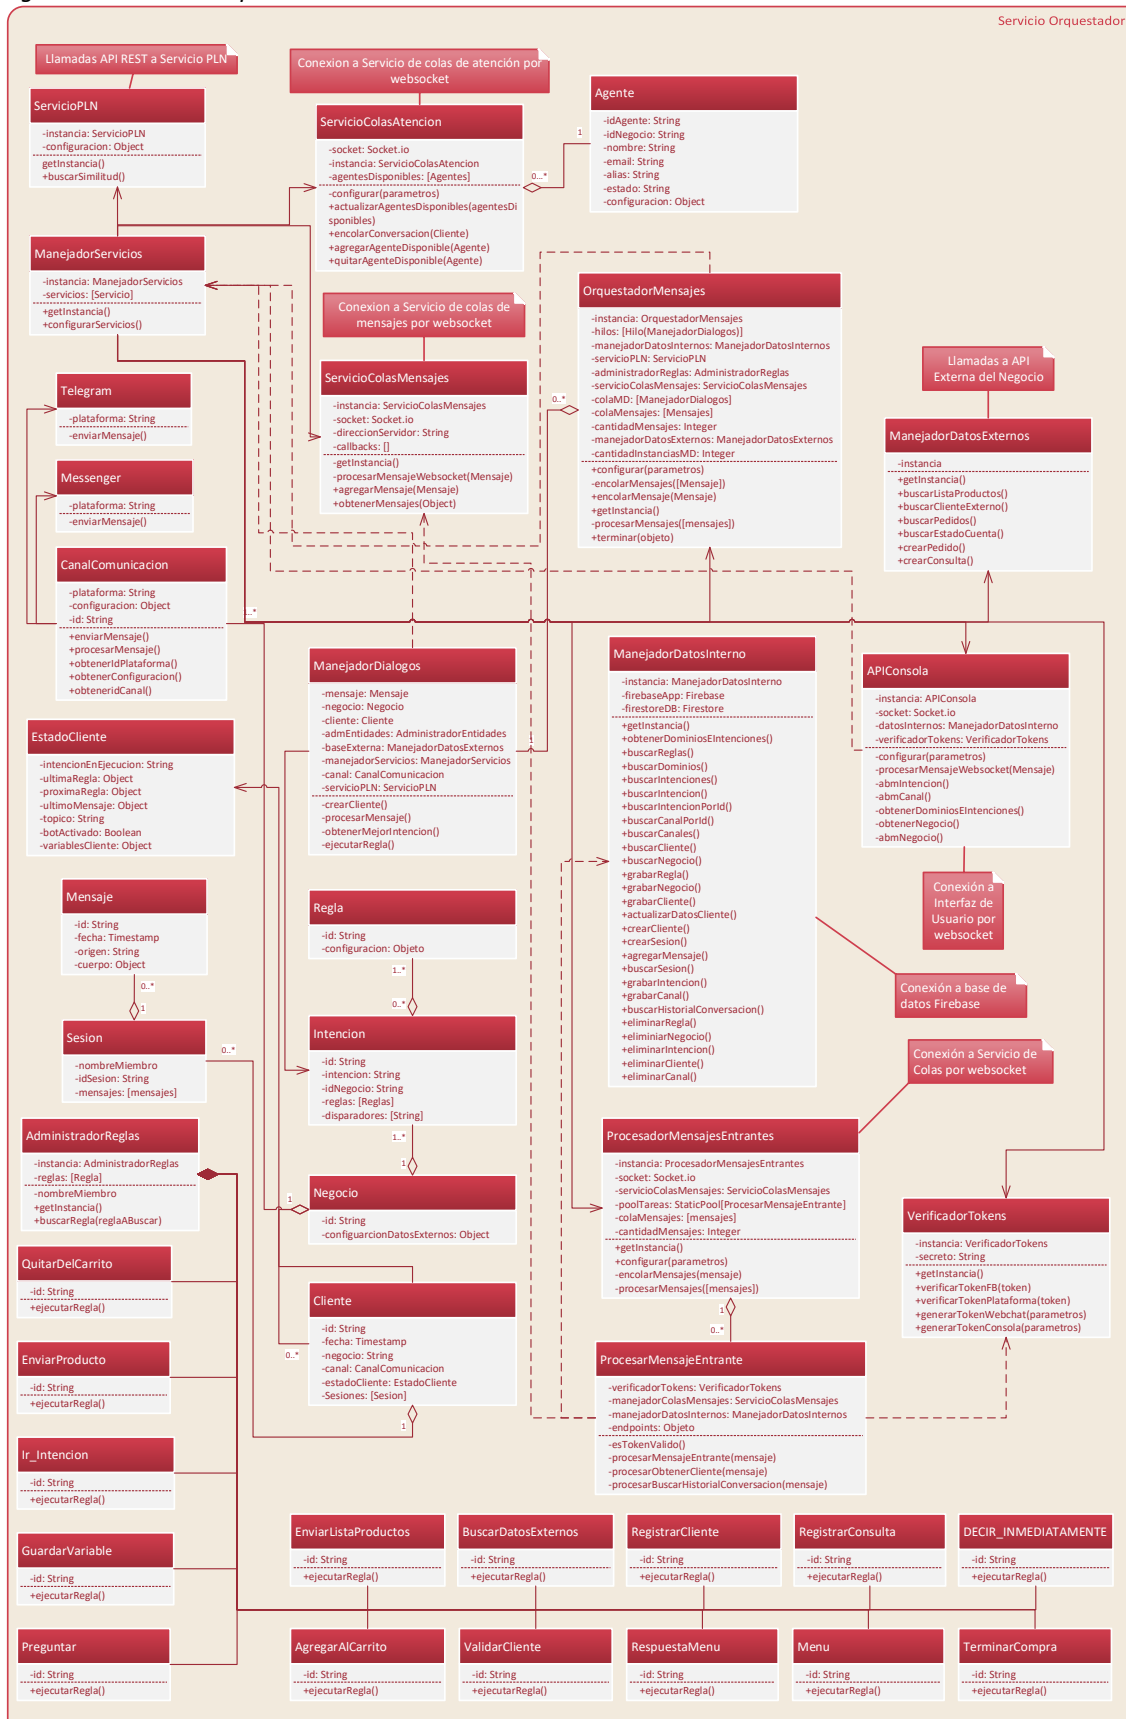 Servicio Orquestador
Llamadas API REST a Servicio PLN
ServicioPLN
-instancia: ServicioPLN
-configuracion: Object
getInstancia()
+buscarSimilitud()
Conexion a Servicio de colas de atención por
websocket
ServicioColasAtencion
-socket: Socket.io
-instancia: ServicioColasAtencion
-agentesDisponibles: [Agentes]
-configurar(parametros)
+actualizarAgentesDisponibles(agentesDi
sponibles)
+encolarConversacion(Cliente)
+agregarAgenteDisponible(Agente)
+quitarAgenteDisponible(Agente)
1
0...*
Agente
-idAgente: String
-idNegocio: String
-nombre: String
-email: String
-alias: String
-estado: String
-configuracion: Object
ManejadorServicios
-instancia: ManejadorServicios
-servicios: [Servicio]
+getInstancia()
+configurarServicios()
Conexion a Servicio de colas de
mensajes por websocket
ServicioColasMensajes
-instancia: ServicioColasMensajes
-socket: Socket.io
-direccionServidor: String
-callbacks: []
-getInstancia()
-procesarMensajeWebsocket(Mensaje)
+agregarMensaje(Mensaje)
+obtenerMensajes(Object)
OrquestadorMensajes
-instancia: OrquestadorMensajes
-hilos: [Hilo(ManejadorDialogos)]
-manejadorDatosInternos: ManejadorDatosInternos
-servicioPLN: ServicioPLN
-administradorReglas: AdministradorReglas
-servicioColasMensajes: ServicioColasMensajes
-colaMD: [ManejadorDialogos]
-colaMensajes: [Mensajes]
-cantidadMensajes: Integer
-manejadorDatosExternos: ManejadorDatosExternos
-cantidadInstanciasMD: Integer
+configurar(parametros)
-encolarMensajes([Mensaje])
+encolarMensaje(Mensaje)
+getInstancia()
-procesarMensajes([mensajes])
+terminar(objeto)
0..*
Llamadas a API
Externa del Negocio
ManejadorDatosExternos
-instancia
+getInstancia()
+buscarListaProductos()
+buscarClienteExterno()
+buscarPedidos()
+buscarEstadoCuenta()
+crearPedido()
+crearConsulta()
Telegram
-plataforma: String
-enviarMensaje()
Messenger
-plataforma: String
-enviarMensaje()
CanalComunicacion
-plataforma: String
-configuracion: Object
-id: String
+enviarMensaje()
+procesarMensaje()
+obtenerIdPlataforma()
+obtenerConfiguracion()
+obteneridCanal()
1..*
ManejadorDialogos
-mensaje: Mensaje
-negocio: Negocio
-cliente: Cliente
-admEntidades: AdministradorEntidades
-baseExterna: ManejadorDatosExternos
-manejadorServicios: ManejadorServicios
-canal: CanalComunicacion
-servicioPLN: ServicioPLN
-crearCliente()
-procesarMensaje()
-obtenerMejorIntencion()
-ejecutarRegla()
1
ManejadorDatosInterno
-instancia: ManejadorDatosInterno
-firebaseApp: Firebase
-firestoreDB: Firestore
+getInstancia()
+obtenerDominiosEIntenciones()
+buscarReglas()
+buscarDominios()
+buscarIntenciones()
+buscarIntencion()
+buscarIntencionPorId()
+buscarCanalPorId()
+buscarCanales()
+buscarCliente()
+buscarNegocio()
+grabarRegla()
+grabarNegocio()
+grabarCliente()
+actualizarDatosCliente()
+crearCliente()
+crearSesion()
+agregarMensaje()
+buscarSesion()
+grabarIntencion()
+grabarCanal()
+buscarHistorialConversacion()
+eliminarRegla()
+eliminiarNegocio()
+eliminarIntencion()
+eliminarCliente()
+eliminarCanal()
APIConsola
-instancia: APIConsola
-socket: Socket.io
-datosInternos: ManejadorDatosInterno
-verificadorTokens: VerificadorTokens
-configurar(parametros)
-procesarMensajeWebsocket(Mensaje)
-abmIntencion()
-abmCanal()
-obtenerDominiosEIntenciones()
-obtenerNegocio()
-abmNegocio()
Conexión a
Interfaz de
Usuario por
websocket
Conexión a base de
datos Firebase
Conexión a Servicio de
Colas por websocket
EstadoCliente
-intencionEnEjecucion: String
-ultimaRegla: Object
-proximaRegla: Object
-ultimoMensaje: Object
-topico: String
-botActivado: Boolean
-variablesCliente: Object
Mensaje
-id: String
-fecha: Timestamp
-origen: String
-cuerpo: Object
0..*
1
Sesion
-nombreMiembro
-idSesion: String
-mensajes: [mensajes]
0..*
Regla
-id: String
-configuracion: Objeto
1..*
0..*
Intencion
-id: String
-intencion: String
-idNegocio: String
-reglas: [Reglas]
-disparadores: [String]
1..*
1
Negocio
-id: String
-configuarcionDatosExternos: Object
1
0..*
Cliente
-id: String
-fecha: Timestamp
-negocio: String
-canal: CanalComunicacion
-estadoCliente: EstadoCliente
-Sesiones: [Sesion]
1
AdministradorReglas
-instancia: AdministradorReglas
-reglas: [Regla]
-nombreMiembro
+getInstancia()
+buscarRegla(reglaABuscar)
ProcesadorMensajesEntrantes
-instancia: ProcesadorMensajesEntrantes
-socket: Socket.io
-servicioColasMensajes: ServicioColasMensajes
-poolTareas: StaticPool[ProcesarMensajeEntrante]
-colaMensajes: [mensajes]
-cantidadMensajes: Integer
+getInstancia()
+configurar(parametros)
-encolarMensajes(mensaje)
-procesarMensajes([mensajes])
1
0..*
ProcesarMensajeEntrante
-verificadorTokens: VerificadorTokens
-manejadorColasMensajes: ServicioColasMensajes
-manejadorDatosInternos: ManejadorDatosInternos
-endpoints: Objeto
-esTokenValido()
-procesarMensajeEntrante(mensaje)
-procesarObtenerCliente(mensaje)
-procesarBuscarHistorialConversacion(mensaje)
VerificadorTokens
-instancia: VerificadorTokens
-secreto: String
+getInstancia()
+verificarTokenFB(token)
+verificarTokenPlataforma(token)
+generarTokenWebchat(parametros)
+generarTokenConsola(parametros)
QuitarDelCarrito
-id: String
+ejecutarRegla()
EnviarProducto
-id: String
+ejecutarRegla()
Ir_Intencion
-id: String
+ejecutarRegla()
GuardarVariable
-id: String
+ejecutarRegla()
Preguntar
-id: String
+ejecutarRegla()
EnviarListaProductos
-id: String
+ejecutarRegla()
BuscarDatosExternos
-id: String
+ejecutarRegla()
RegistrarCliente
-id: String
+ejecutarRegla()
RegistrarConsulta
-id: String
+ejecutarRegla()
DECIR_INMEDIATAMENTE
-id: String
+ejecutarRegla()
AgregarAlCarrito
-id: String
+ejecutarRegla()
ValidarCliente
-id: String
+ejecutarRegla()
RespuestaMenu
-id: String
+ejecutarRegla()
Menu
-id: String
+ejecutarRegla()
TerminarCompra
-id: String
+ejecutarRegla()